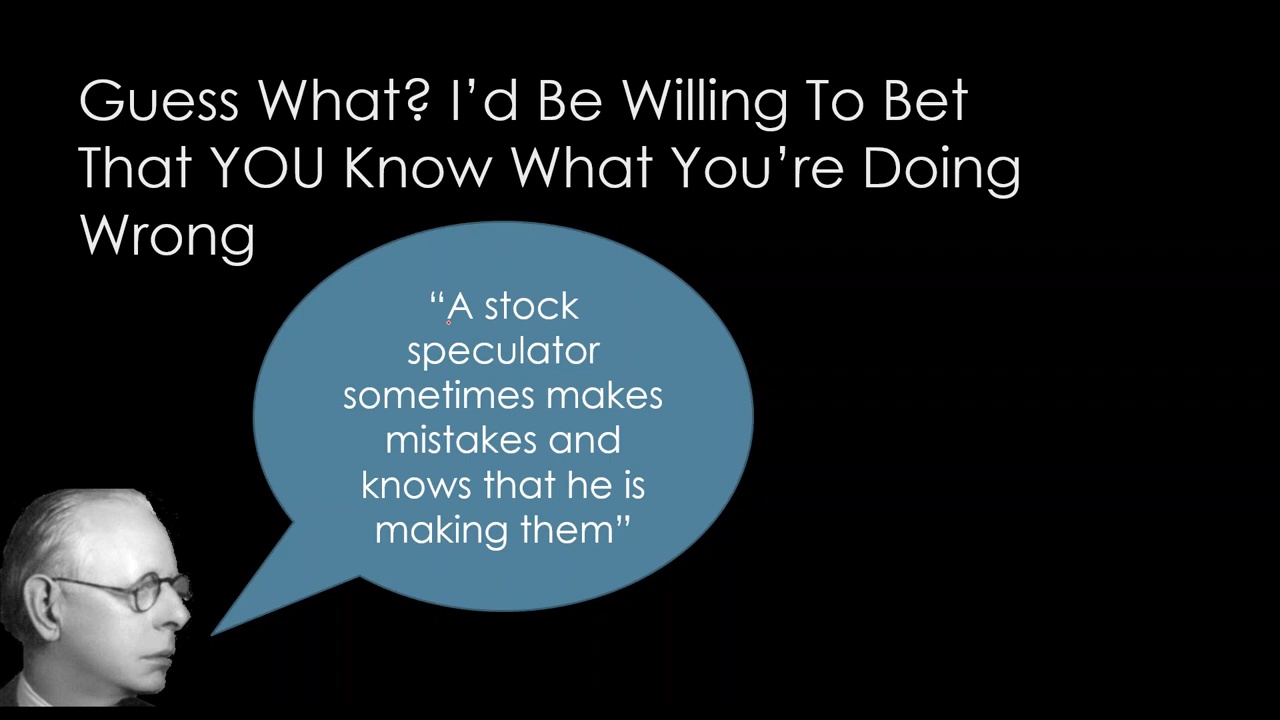 Guess What? I’d Be Willing To Bet
That YOU Know What You’re Doing
Wrong
“A stock
speculator
sometimes makes
mistakes and
knows that he is
making them”